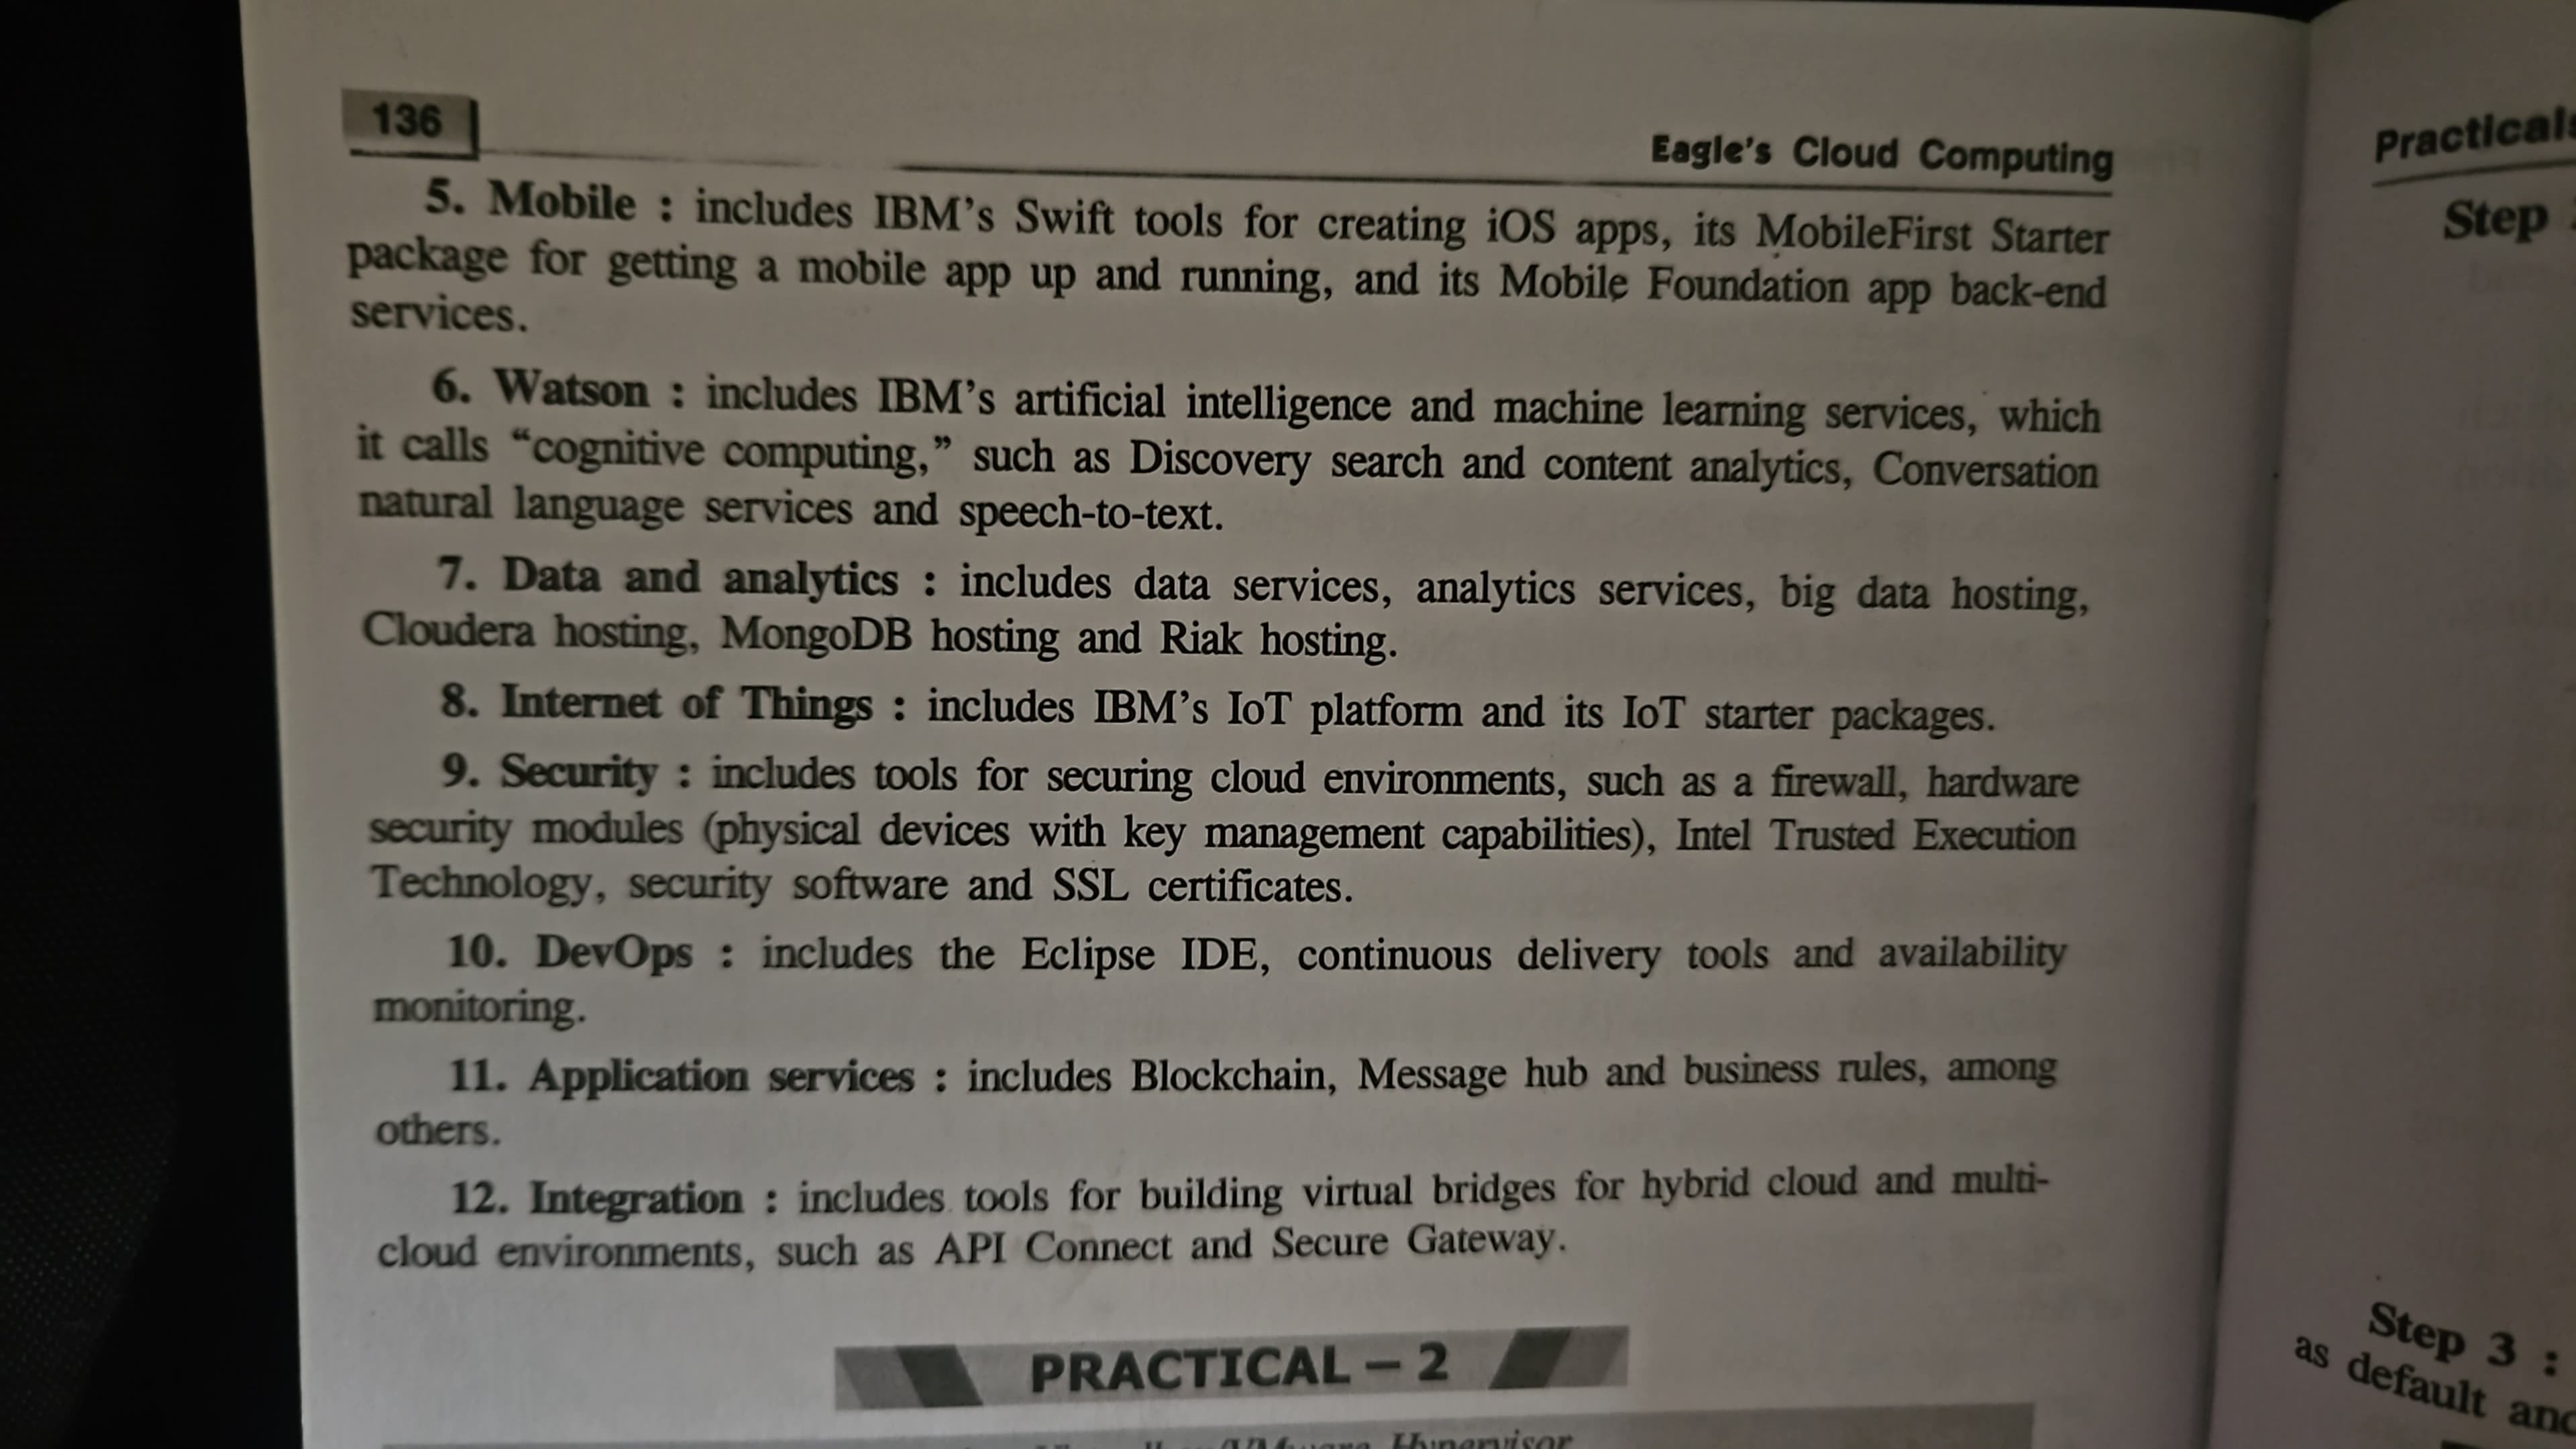 136
Eagle's Cloud Computing
5. Mobile : includes IBM's Swift tools for creating iOS apps, its MobileFirst Starter
package for getting a mobile app up and running, and its Mobile Foundation app back-end
services.
6. Watson : includes IBM's artificial intelligence and machine learning services, which
it calls “cognitive computing,” such as Discovery search and content analytics, Conversation
natural language services and speech-to-text.
7. Data and analytics : includes data services, analytics services, big data hosting,
Cloudera hosting, MongoDB hosting and Riak hosting.
8. Internet of Things : includes IBM's IoT platform and its IoT starter packages.
9. Security : includes tools for securing cloud environments, such as a firewall, hardware
security modules (physical devices with key management capabilities), Intel Trusted Execution
Technology, security software and SSL certificates.
10. DevOps : includes the Eclipse IDE, continuous delivery tools and availability
monitoring.
11. Application services : includes Blockchain, Message hub and business rules, among
others.
12. Integration : includes tools for building virtual bridges for hybrid cloud and multi-
cloud environments, such as API Connect and Secure Gateway.
PRACTICAL – 2
Hypervisor
Practicals
Step
Step 3 :
as default and